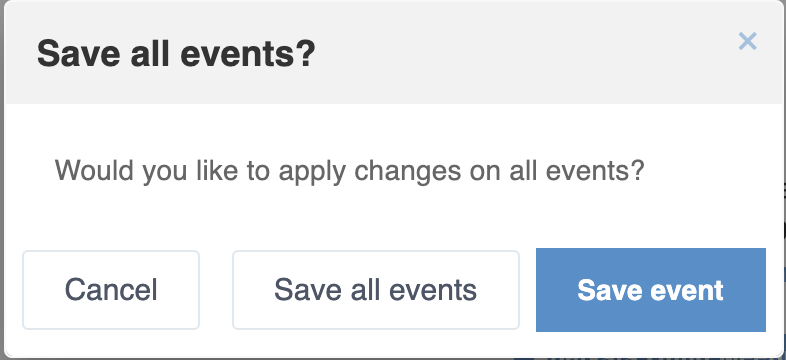 Save all events?
×
Would you like to apply changes on all events?
Cancel
Save all events
Save event